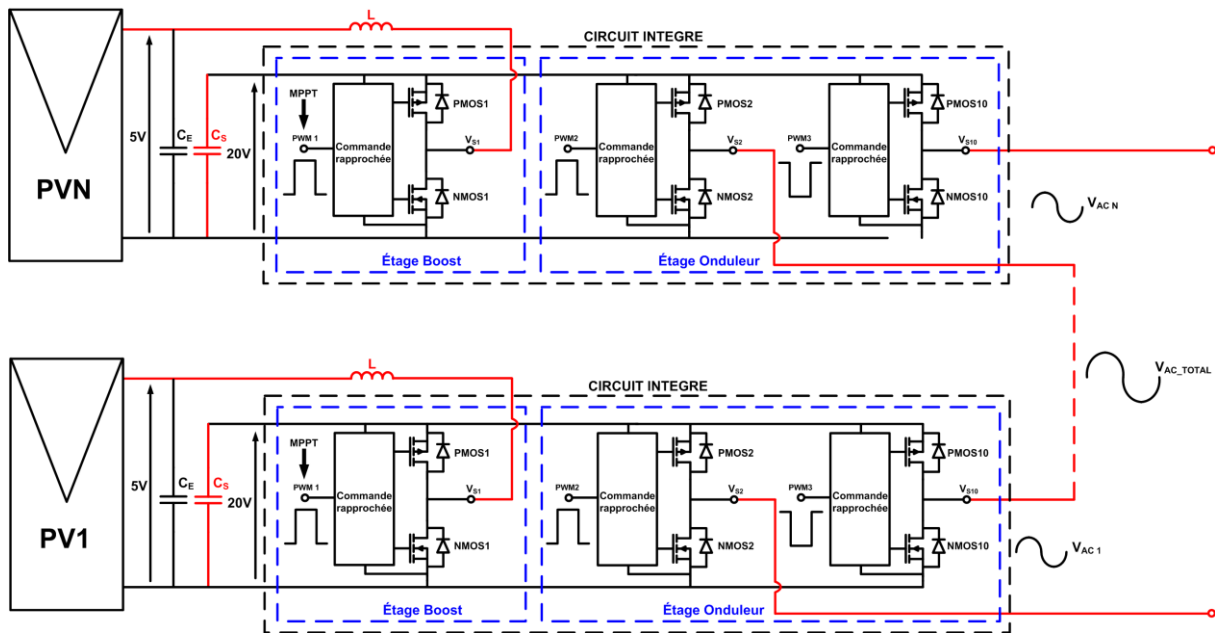 L
CIRCUIT INTEGRE
PVN
5V
CE
CS
20V
MPPT
PWM 1
Commande
rapprochée
PMOS1
VS1
NMOS1
Étage Boost
PWM2
Commande
rapprochée
PMOS2
VS2
NMOS2
PWM3
Commande
rapprochée
PMOS10
VS10
NMOS10
Étage Onduleur
VAC N
VAC_TOTAL
L
CIRCUIT INTEGRE
PV1
5V
CE
CS
20V
MPPT
PWM 1
Commande
rapprochée
PMOS1
VS1
NMOS1
Étage Boost
PWM2
Commande
rapprochée
PMOS2
VS2
NMOS2
PWM3
Commande
rapprochée
PMOS10
VS10
NMOS10
Étage Onduleur
VAC 1